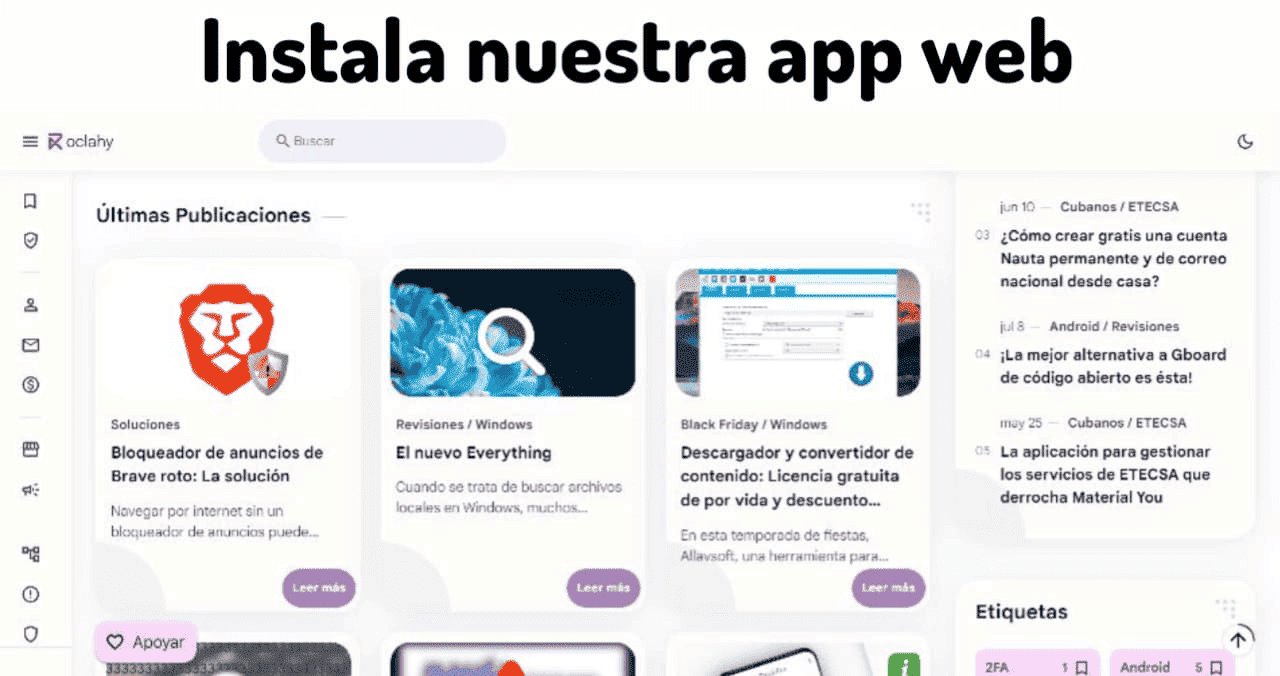 Instala nuestra app web
Roclahy
Buscar
Últimas Publicaciones
Soluciones
Bloqueador de anuncios de
Brave roto: La solución
Navegar por internet sin un
bloqueador de anuncios puede...
Leer más
Revisiones / Windows
El nuevo Everything
Cuando se trata de buscar archivos
locales en Windows, muchos...
Leer más
Black Friday / Windows
Descargador y convertidor de
contenido: Licencia gratuita
de por vida y descuento...
En esta temporada de fiestas,
Allavsoft, una herramienta para...
Leer más
jun 10 — Cubanos / ETECSA
03 ¿Cómo crear gratis una cuenta
Nauta permanente y de correo
nacional desde casa?
jul 8 — Android / Revisiones
04 ¡La mejor alternativa a Gboard
de código abierto es ésta!
may 25 — Cubanos / ETECSA
05 La aplicación para gestionar
los servicios de ETECSA que
derrocha Material You
Etiquetas
2FA 1
Android 5
Apoyar